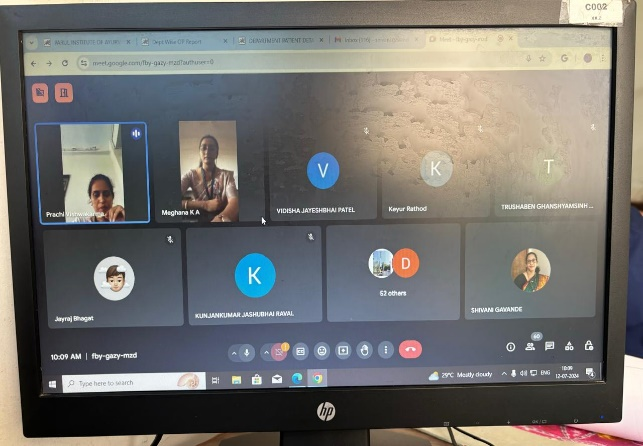 C002
meet.google.com/fby-gazy-mzd?authuser=0
G
Prachi Vishwakarma
Meghana K A
V
VIDISHA JAYESHBHAI PATEL
K
Keyur Rathod
T
TRUSHABEN GHANSHYAMSINH ...
Jayraj Bhagat
K
KUNJANKUMAR JASHUBHAI RAVAL
D
52 others
SHIVANI GAVANDE
10:09 AM | fby-gazy-mzd
Type here to search
29°C Mostly cloudy
ENG
10:09
12-07-2024
hp